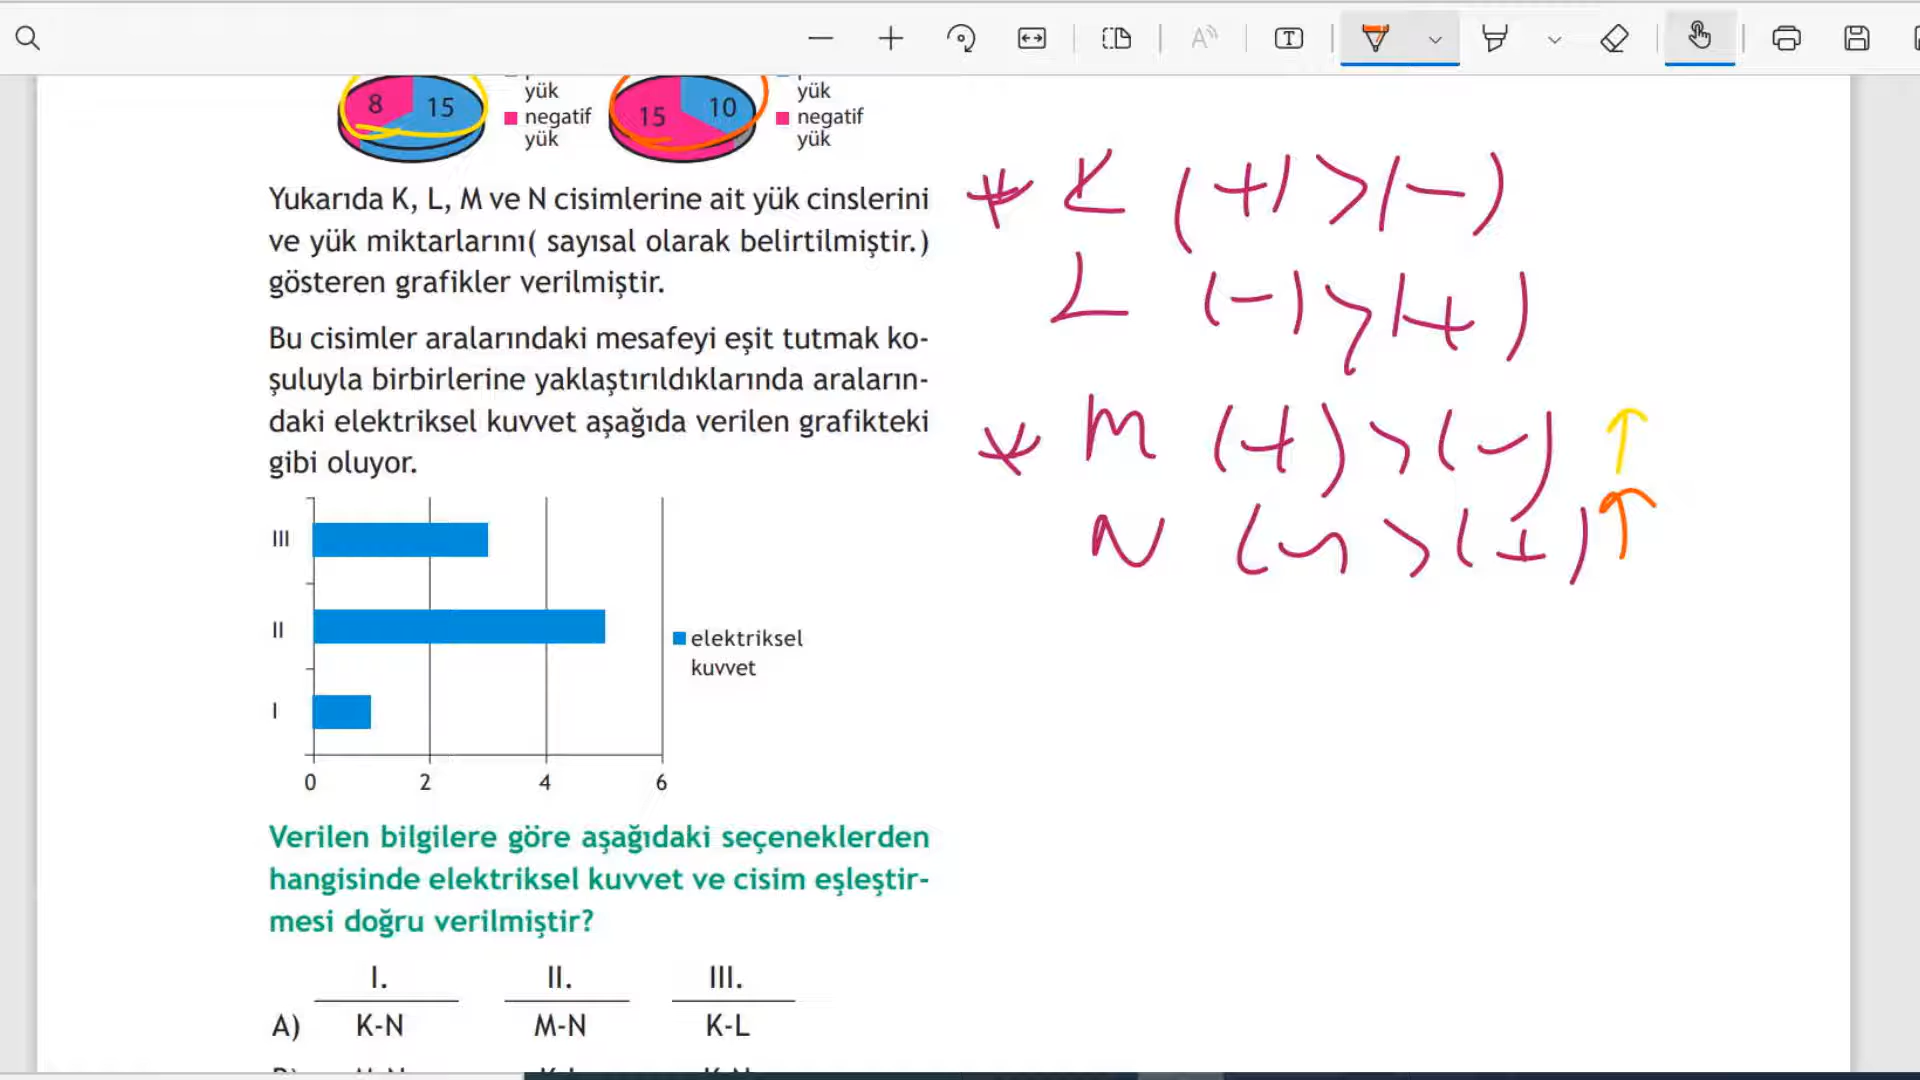 8 15 yük
negatif
yük
15 10 yük
negatif
yük
Yukarıda K, L, M ve N cisimlerine ait yük cinslerini
ve yük miktarlarını( sayısal olarak belirtilmiştir.)
gösteren grafikler verilmiştir.
Bu cisimler aralarındaki mesafeyi eşit tutmak ko-
şuluyla birbirlerine yaklaştırıldıklarında araların-
daki elektriksel kuvvet aşağıda verilen grafikteki
gibi oluyor.
III
II
I
0 2 4 6
elektriksel
kuvvet
Verilen bilgilere göre aşağıdaki seçeneklerden
hangisinde elektriksel kuvvet ve cisim eşleştir-
mesi doğru verilmiştir?
I. II. III.
A) K-N M-N K-L
* K (+) > (-)
L (-) > (+)
* M (+) > (-)
N (-) > (+)